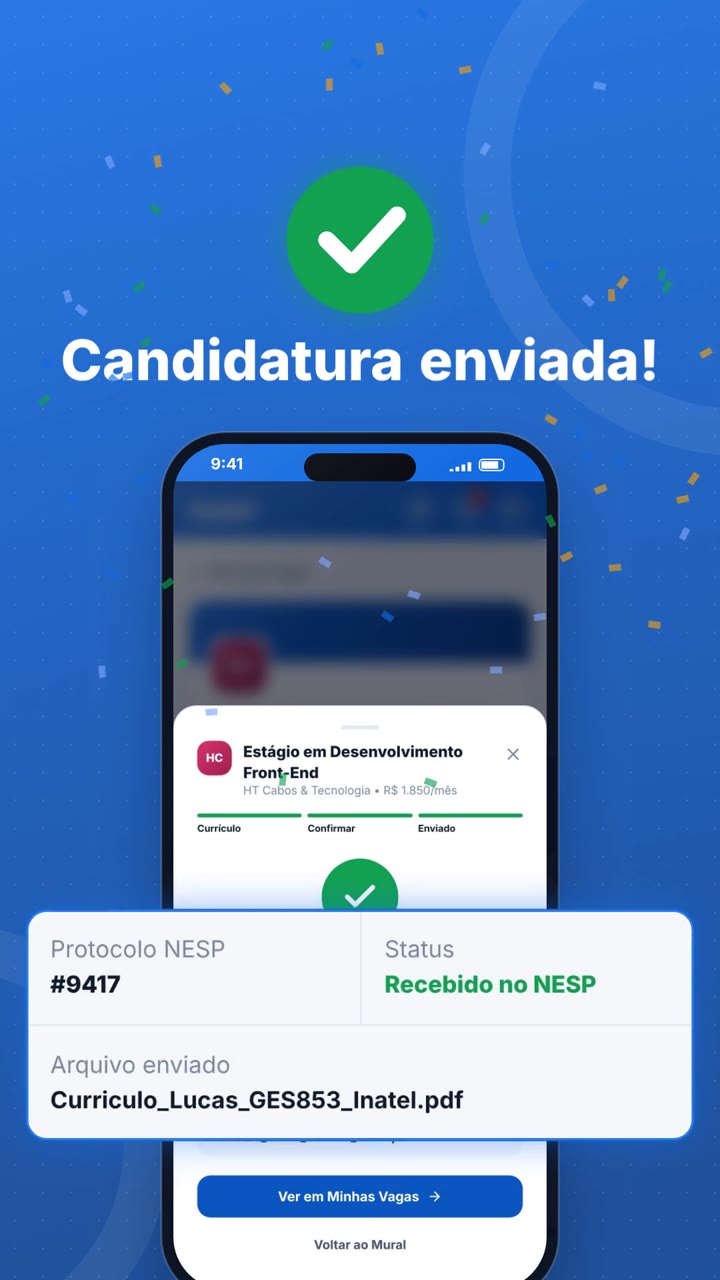 Candidatura enviada!
9:41
HC
Estágio em Desenvolvimento
Front-End
HT Cabos & Tecnologia • R$ 1.850/mês
Currículo
Confirmar
Enviado
Protocolo NESP
#9417
Status
Recebido no NESP
Arquivo enviado
Curriculo_Lucas_GES853_Inatel.pdf
Ver em Minhas Vagas →
Voltar ao Mural